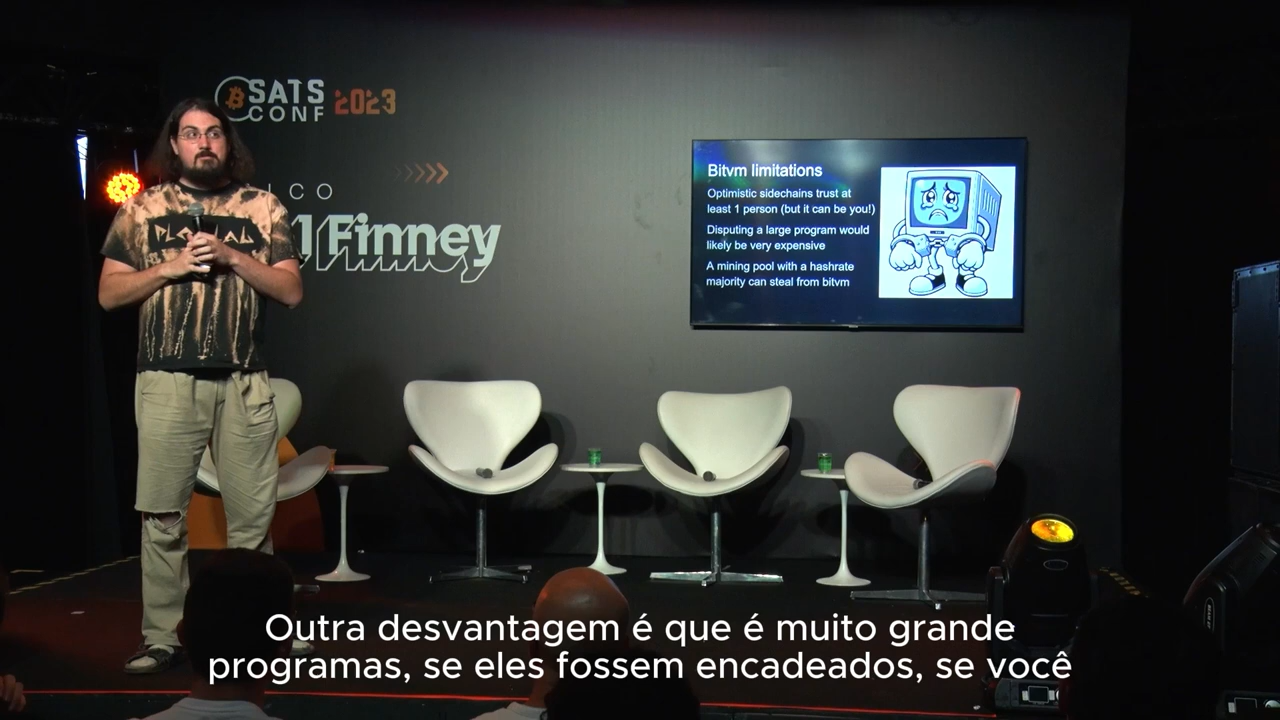 SATS
CONF 2023
ICO
Finney
Bitvm limitations
Optimistic sidechains trust at
least 1 person (but it can be you!)
Disputing a large program would
likely be very expensive
A mining pool with a hashrate
majority can steal from bitvm
Outra desvantagem é que é muito grande
programas, se eles fossem encadeados, se você